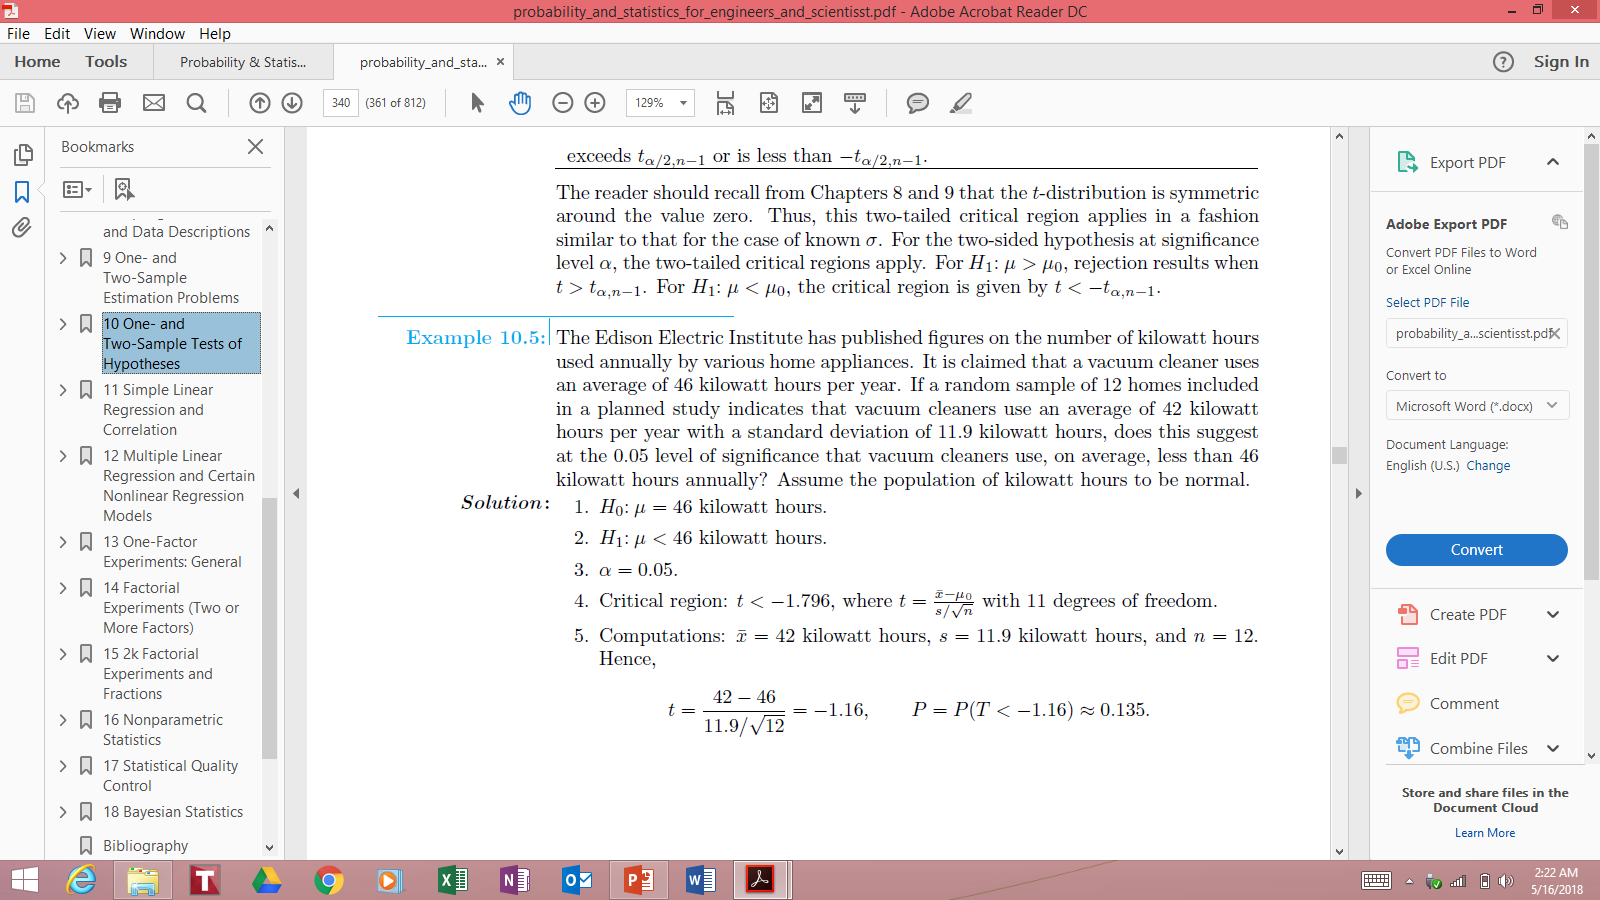 probability_and_statistics_for_engineers_and_scientisst.pdf - Adobe Acrobat Reader DC
File Edit View Window Help
Home Tools Probability & Statis... probability_and_sta... × Sign In
340 (361 of 812) 129%
Bookmarks
and Data Descriptions
9 One- and
Two-Sample
Estimation Problems
10 One- and
Two-Sample Tests of
Hypotheses
11 Simple Linear
Regression and
Correlation
12 Multiple Linear
Regression and Certain
Nonlinear Regression
Models
13 One-Factor
Experiments: General
14 Factorial
Experiments (Two or
More Factors)
15 2k Factorial
Experiments and
Fractions
16 Nonparametric
Statistics
17 Statistical Quality
Control
18 Bayesian Statistics
Bibliography
exceeds tα/2,n−1 or is less than −tα/2,n−1.
The reader should recall from Chapters 8 and 9 that the t-distribution is symmetric
around the value zero. Thus, this two-tailed critical region applies in a fashion
similar to that for the case of known σ. For the two-sided hypothesis at significance
level α, the two-tailed critical regions apply. For H1: μ > μ0, rejection results when
t > tα,n−1. For H1: μ < μ0, the critical region is given by t < −tα,n−1.
Example 10.5: The Edison Electric Institute has published figures on the number of kilowatt hours
used annually by various home appliances. It is claimed that a vacuum cleaner uses
an average of 46 kilowatt hours per year. If a random sample of 12 homes included
in a planned study indicates that vacuum cleaners use an average of 42 kilowatt
hours per year with a standard deviation of 11.9 kilowatt hours, does this suggest
at the 0.05 level of significance that vacuum cleaners use, on average, less than 46
kilowatt hours annually? Assume the population of kilowatt hours to be normal.
Solution: 1. H0: μ = 46 kilowatt hours.
2. H1: μ < 46 kilowatt hours.
3. α = 0.05.
4. Critical region: t < −1.796, where t = (x̄−μ0)/(s/√n) with 11 degrees of freedom.
5. Computations: x̄ = 42 kilowatt hours, s = 11.9 kilowatt hours, and n = 12.
Hence,
t = (42 − 46)/(11.9/√12) = −1.16, P = P(T < −1.16) ≈ 0.135.
Export PDF
Adobe Export PDF
Convert PDF Files to Word
or Excel Online
Select PDF File
probability_a...scientisst.pdf
Convert to
Microsoft Word (*.docx)
Document Language:
English (U.S.) Change
Convert
Create PDF
Edit PDF
Comment
Combine Files
Store and share files in the
Document Cloud
Learn More
2:22 AM
5/16/2018